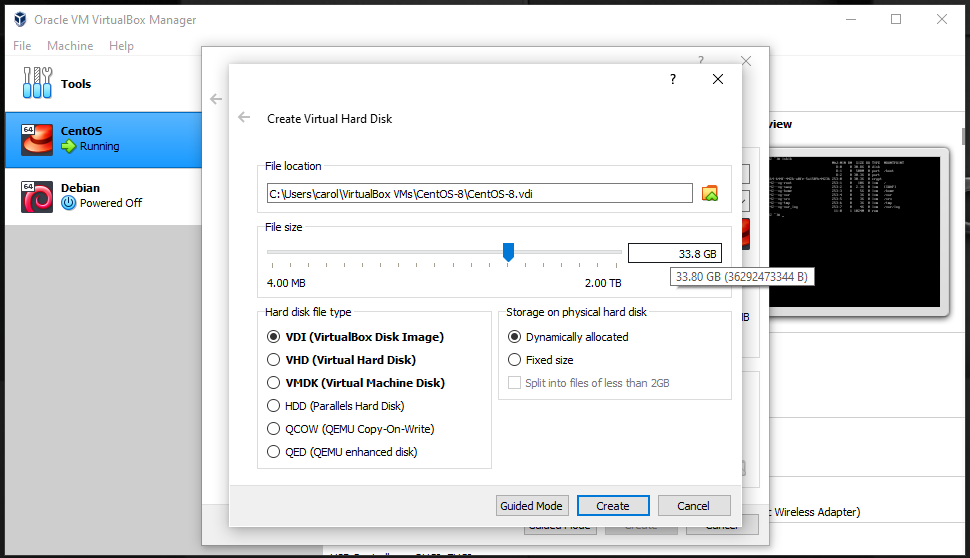 Oracle VM VirtualBox Manager
File Machine Help
?
Tools
?
Create Virtual Hard Disk
64
CentOS
Running
File location
C:\Users\carol\VirtualBox VMs\CentOS-8\CentOS-8.vdi
64
Debian
Powered Off
File size
33.8 GB
33.80 GB (36292473344 B)
4.00 MB
2.00 TB
Hard disk file type
VDI (VirtualBox Disk Image)
VHD (Virtual Hard Disk)
VMDK (Virtual Machine Disk)
HDD (Parallels Hard Disk)
QCOW (QEMU Copy-On-Write)
QED (QEMU enhanced disk)
Storage on physical hard disk
Dynamically allocated
Fixed size
Split into files of less than 2GB
Guided Mode
Create
Cancel
Wireless Adapter)